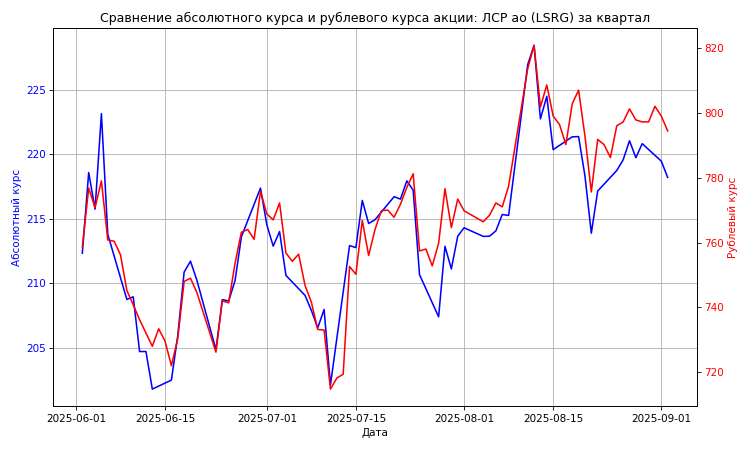 Сравнение абсолютного курса и рублевого курса акции: ЛСР ао (LSRG) за квартал
Абсолютный курс
225
220
215
210
205
820
800
780
760
740
720
Рублевый курс
2025-06-01 2025-06-15 2025-07-01 2025-07-15 2025-08-01 2025-08-15 2025-09-01
Дата